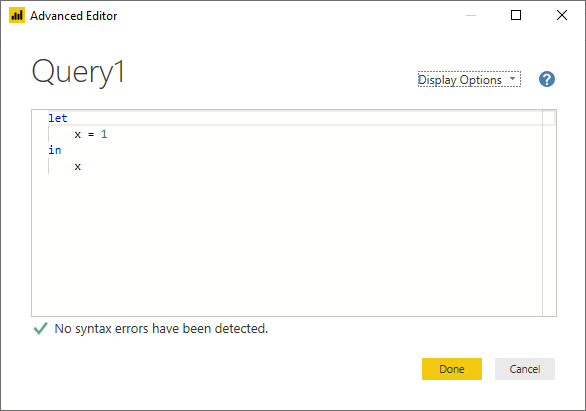 Advanced Editor
Query1
Display Options
?
let
    x = 1
in
    x
No syntax errors have been detected.
Done
Cancel